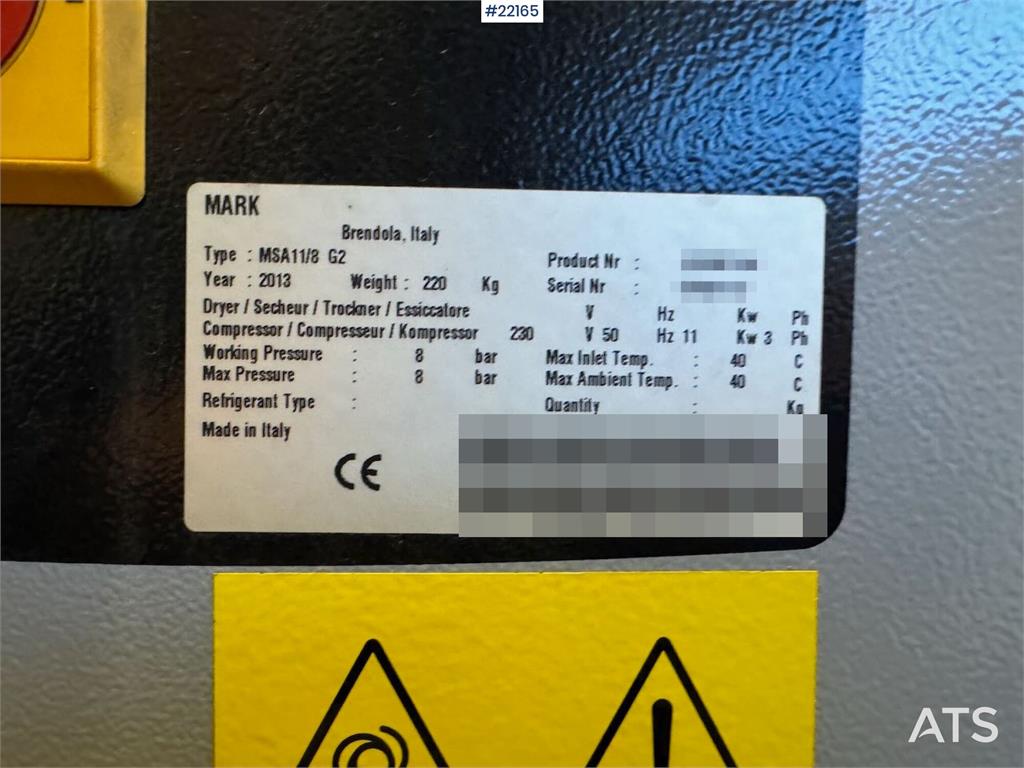 #22165
MARK
Brendola, Italy
Type : MSA11/8 G2 Product Nr :
Year : 2013 Weight : 220 Kg Serial Nr :
Dryer / Secheur / Trockner / Essiccatore V Hz Kw Ph
Compressor / Compresseur / Kompressor 230 V 50 Hz 11 Kw 3 Ph
Working Pressure : 8 bar Max Inlet Temp. : 40 C
Max Pressure : 8 bar Max Ambient Temp. : 40 C
Refrigerant Type : Quantity : Kg
Made in Italy
CE
ATS